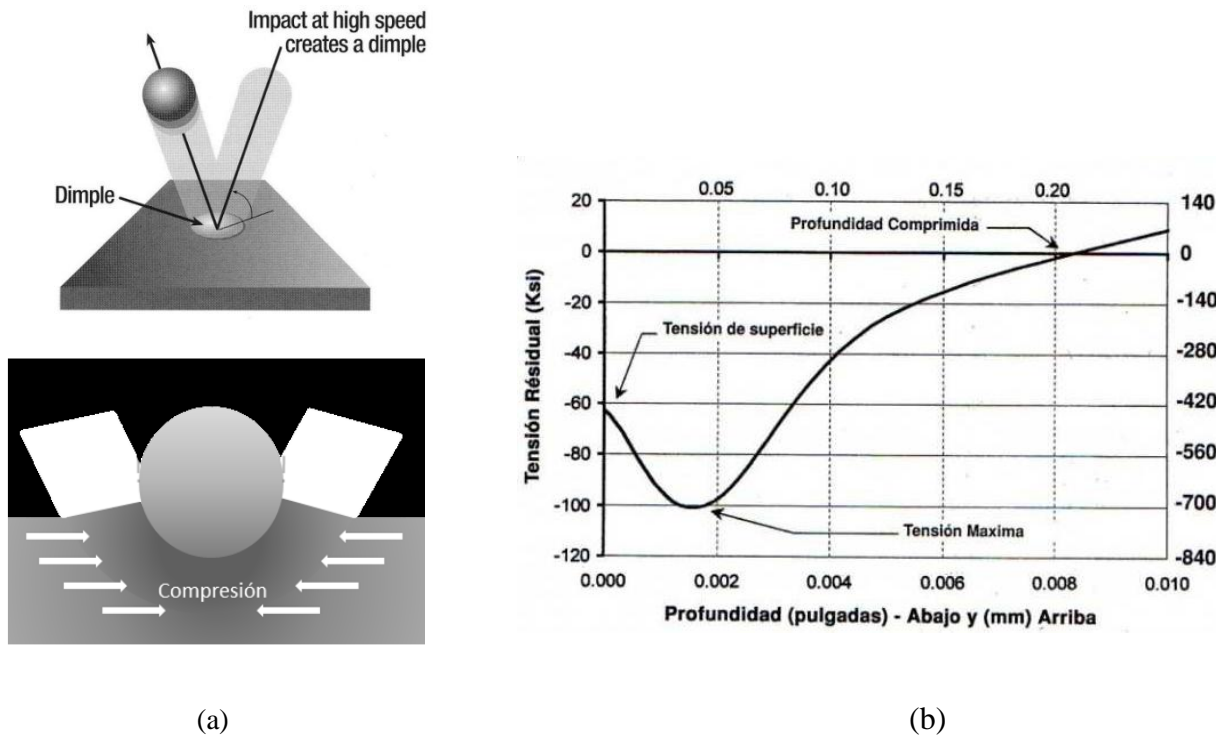 Impact at high speed
creates a dimple
Dimple
Compresión
(a)
0.05 0.10 0.15 0.20
20 140
0 0
-20 -140
-40 -280
-60 -420
-80 -560
-100 -700
-120 -840
Profundidad Comprimida
Tensión de superficie
Tensión Maxima
Tensión Résidual (Ksi)
0.000 0.002 0.004 0.006 0.008 0.010
Profundidad (pulgadas) - Abajo y (mm) Arriba
(b)